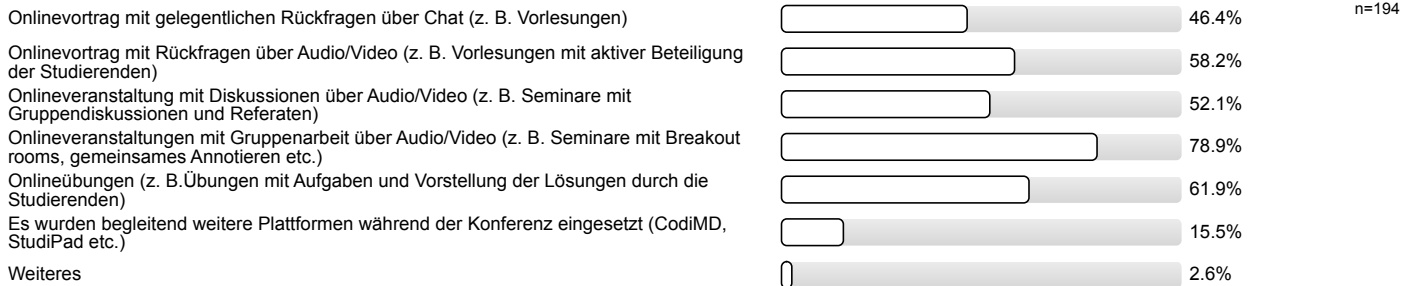 Onlinevortrag mit gelegentlichen Rückfragen über Chat (z. B. Vorlesungen)
46.4%
n=194
Onlinevortrag mit Rückfragen über Audio/Video (z. B. Vorlesungen mit aktiver Beteiligung
der Studierenden)
58.2%
Onlineveranstaltung mit Diskussionen über Audio/Video (z. B. Seminare mit
Gruppendiskussionen und Referaten)
52.1%
Onlineveranstaltungen mit Gruppenarbeit über Audio/Video (z. B. Seminare mit Breakout
rooms, gemeinsames Annotieren etc.)
78.9%
Onlineübungen (z. B.Übungen mit Aufgaben und Vorstellung der Lösungen durch die
Studierenden)
61.9%
Es wurden begleitend weitere Plattformen während der Konferenz eingesetzt (CodiMD,
StudiPad etc.)
15.5%
Weiteres
2.6%